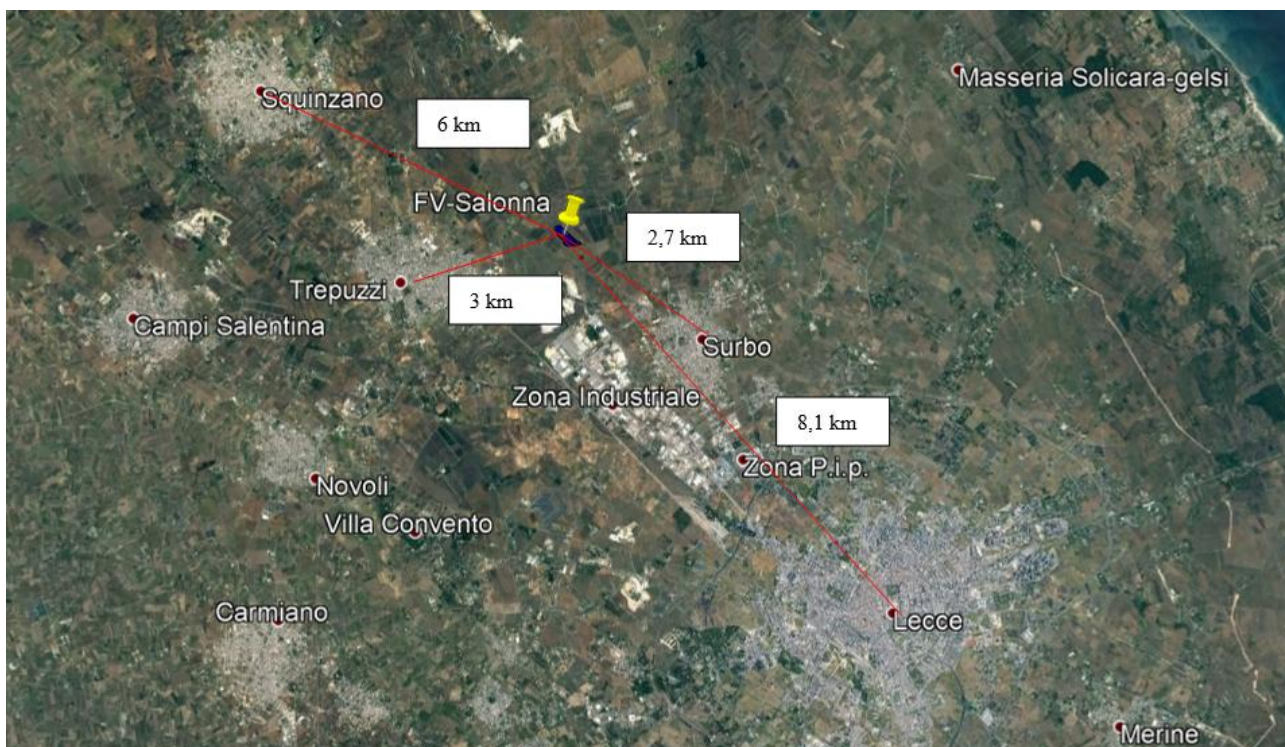 Masseria Solicara-gelsi
Squinzano
6 km
FV-Salonna
2,7 km
Trepuzzi
3 km
Campi Salentina
Surbo
Zona Industriale
8,1 km
Zona P.i.p.
Novoli
Villa Convento
Carmiano
Lecce
Merine